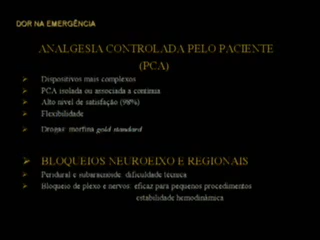 DOR NA EMERGÊNCIA
ANALGESIA CONTROLADA PELO PACIENTE
(PCA)
Dispositivos mais complexos
PCA isolada ou associada a contínua
Alto nível de satisfação (98%)
Flexibilidade
Drogas: morfina gold standard
BLOQUEIOS NEUROEIXO E REGIONAIS
Peridural e subaracnoide: dificuldade técnica
Bloqueio de plexo e nervos: eficaz para pequenos procedimentos
estabilidade hemodinâmica